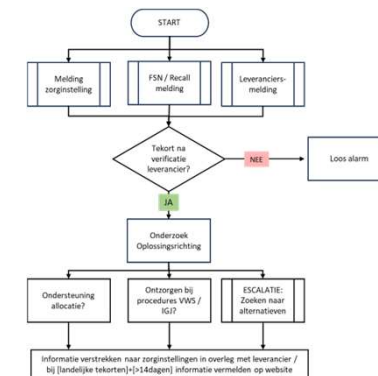 START
Melding
zorginstelling
FSN / Recall
melding
Leveranciers-
melding
Tekort na
verificatie
leverancier?
NEE
Loos alarm
JA
Onderzoek
Oplossingsrichting
Ondersteuning
allocatie?
Ontzorgen bij
procedures VWS /
IGJ?
ESCALATIE:
Zoeken naar
alternatieven
Informatie verstrekken naar zorginstellingen in overleg met leverancier /
bij [landelijke tekorten]+[>14dagen] informatie vermelden op website